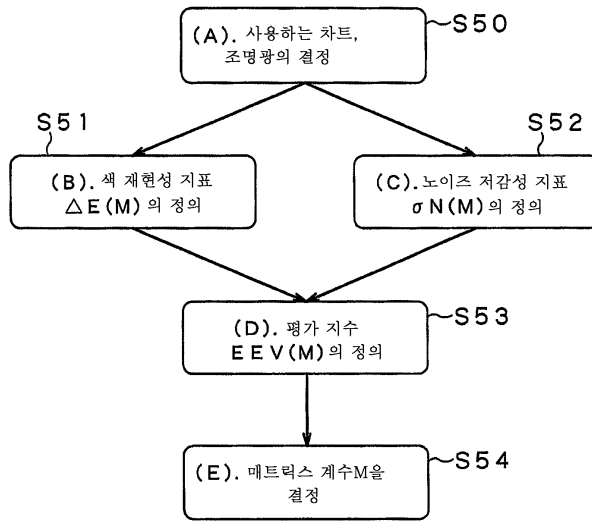 S50
(A). 사용하는 차트,
조명광의 결정
S51
(B). 색 재현성 지표
△E(M)의 정의
S52
(C). 노이즈 저감성 지표
σN(M)의 정의
S53
(D). 평가 지수
EEV(M)의 정의
S54
(E). 매트릭스 계수M을
결정